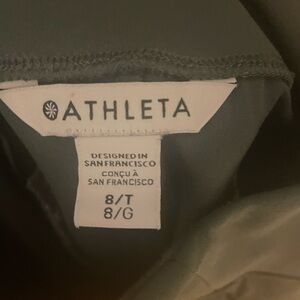 ATHLETA
DESIGNED IN
SAN FRANCISCO
CONÇU À
SAN FRANCISCO
8/T
8/G